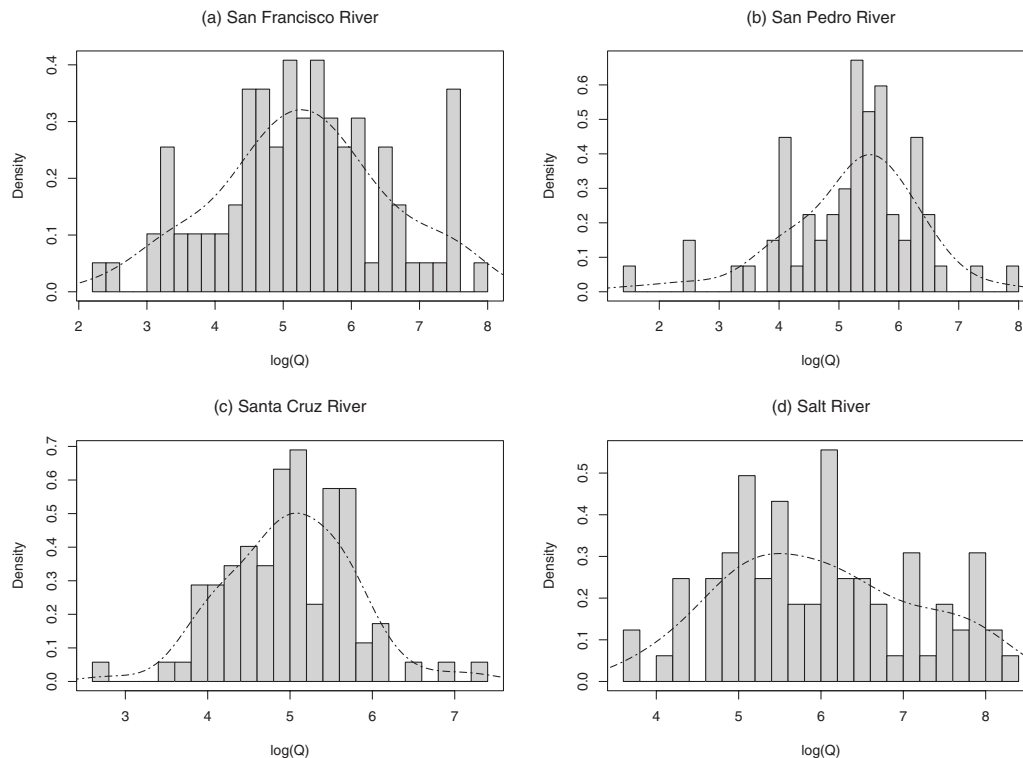 (a) San Francisco River
Density
0.0 0.1 0.2 0.3 0.4
2 3 4 5 6 7 8
log(Q)
(b) San Pedro River
Density
0.0 0.1 0.2 0.3 0.4 0.5 0.6
2 3 4 5 6 7 8
log(Q)
(c) Santa Cruz River
Density
0.0 0.1 0.2 0.3 0.4 0.5 0.6 0.7
3 4 5 6 7
log(Q)
(d) Salt River
Density
0.0 0.1 0.2 0.3 0.4 0.5
4 5 6 7 8
log(Q)